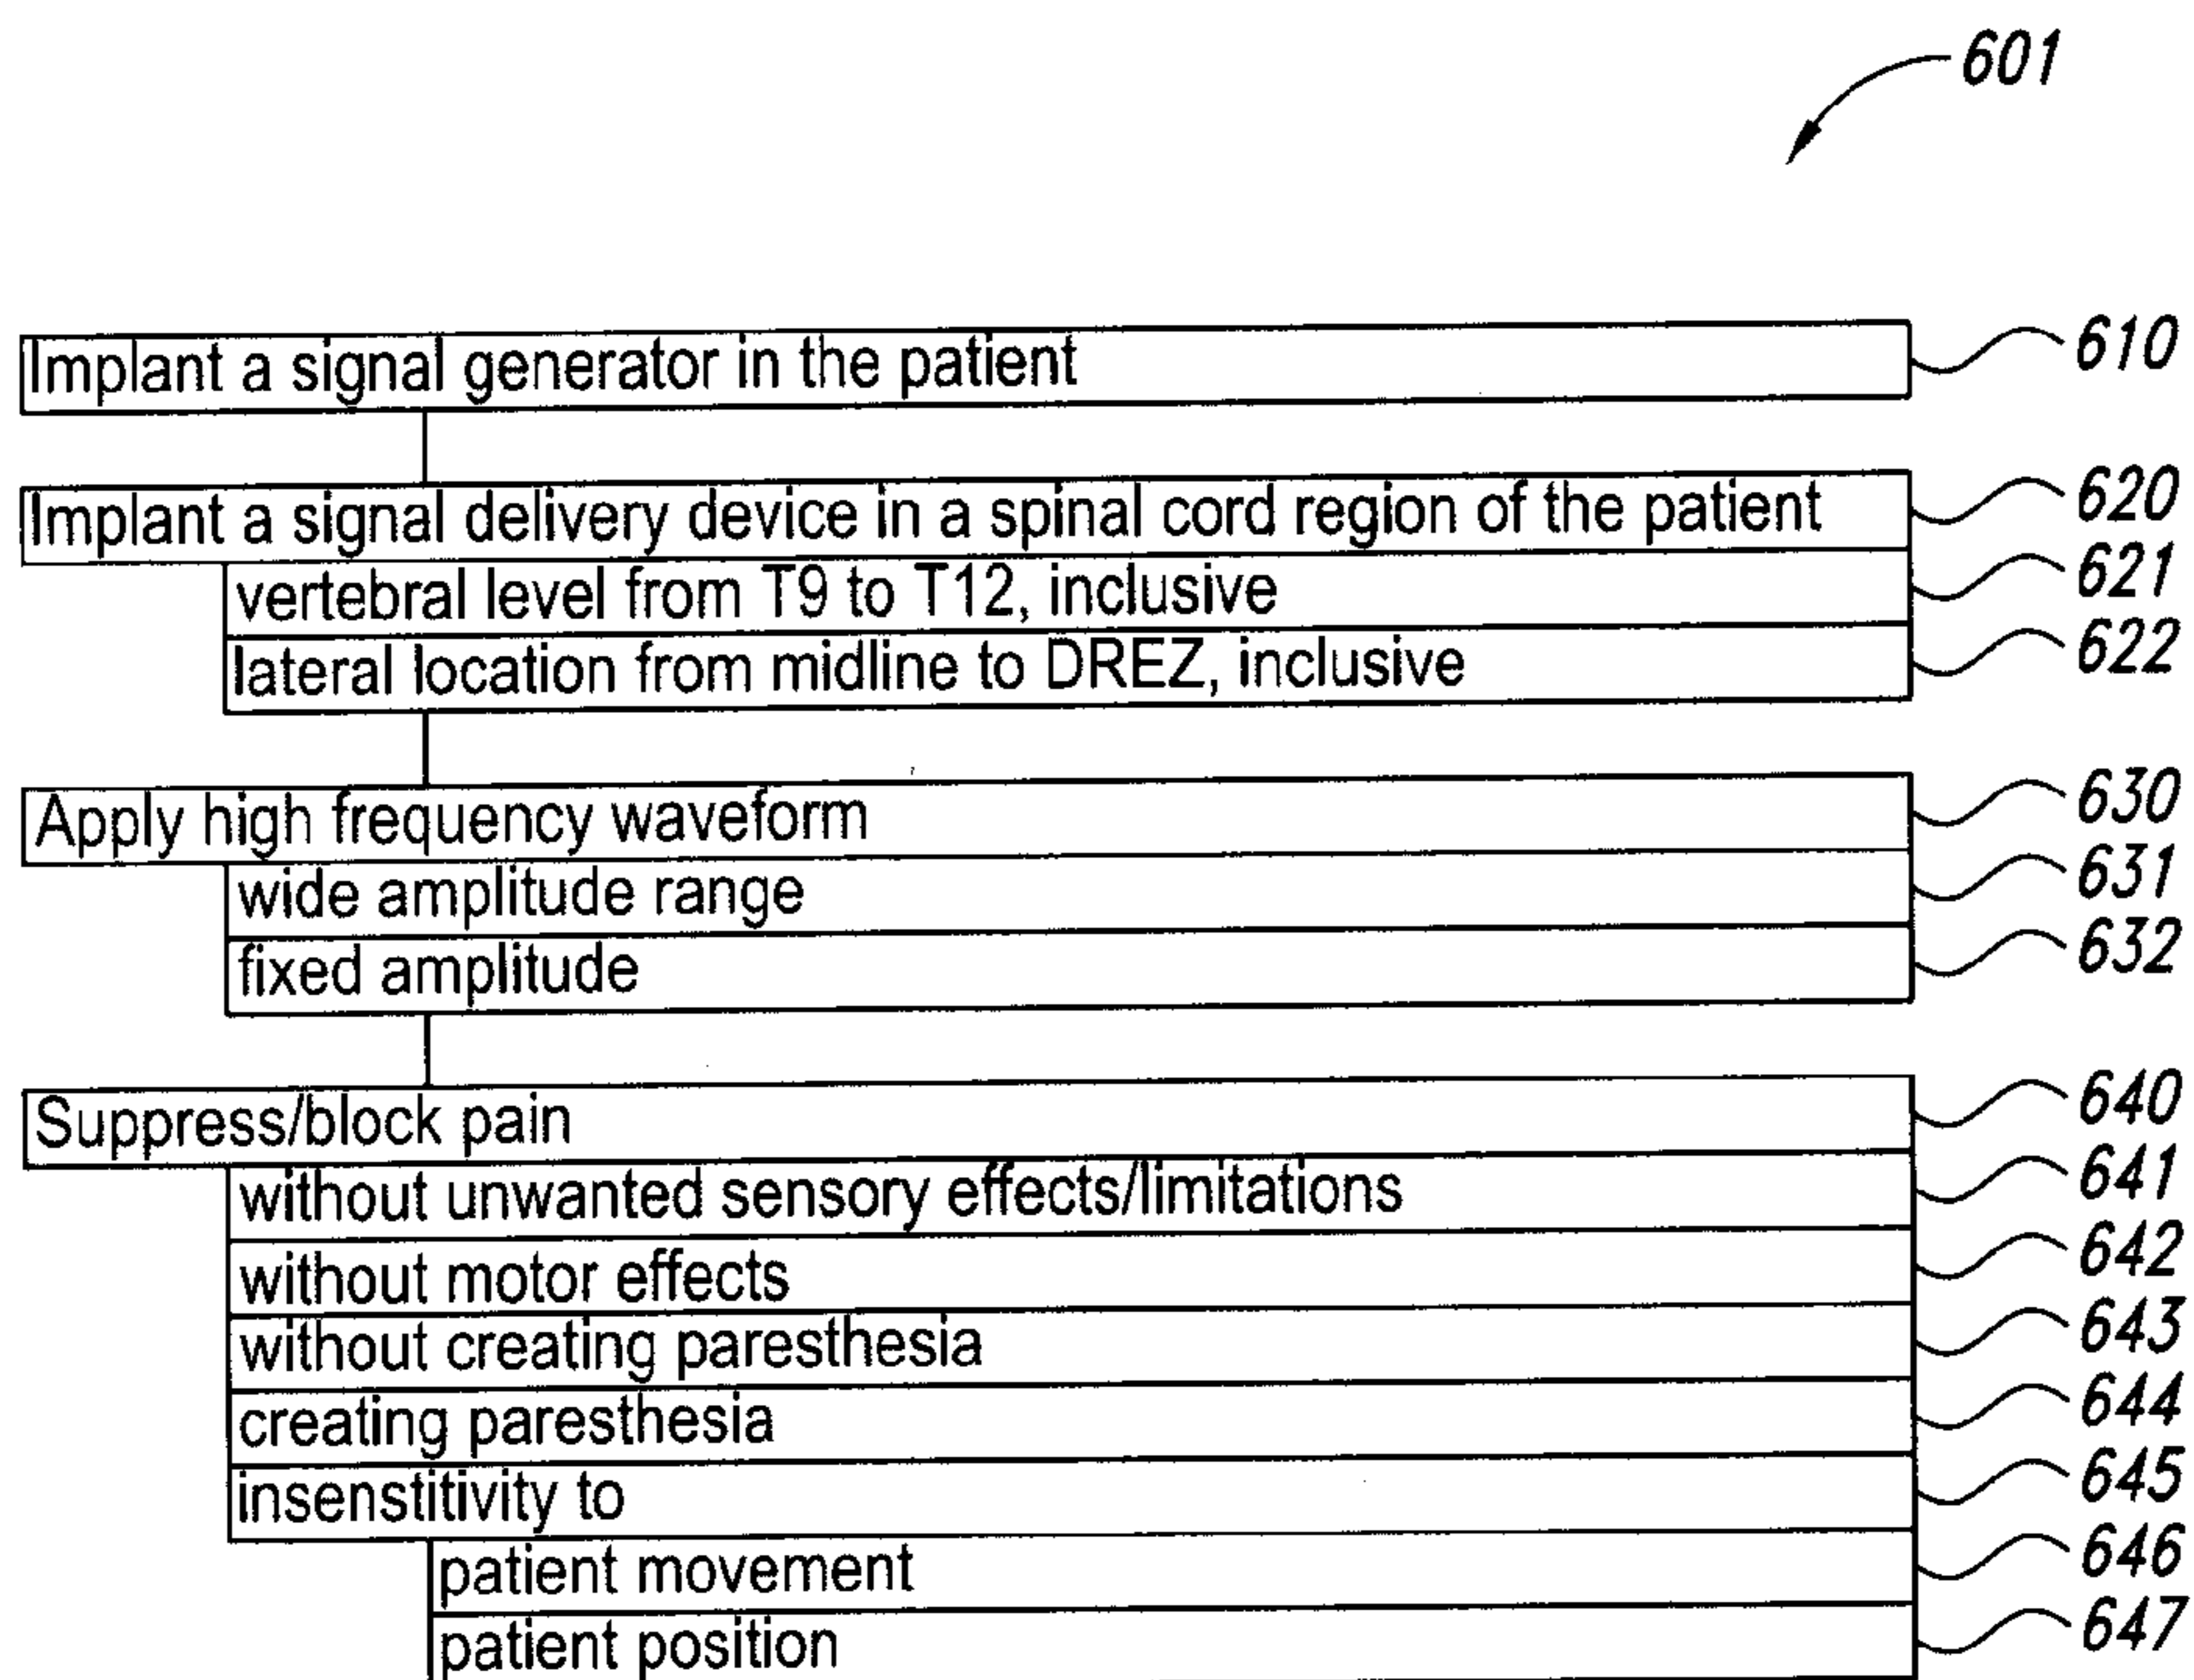 601
Implant a signal generator in the patient 610
Implant a signal delivery device in a spinal cord region of the patient 620
vertebral level from T9 to T12, inclusive 621
lateral location from midline to DREZ, inclusive 622
Apply high frequency waveform 630
wide amplitude range 631
fixed amplitude 632
Suppress/block pain 640
without unwanted sensory effects/limitations 641
without motor effects 642
without creating paresthesia 643
creating paresthesia 644
insenstitivity to 645
patient movement 646
patient position 647